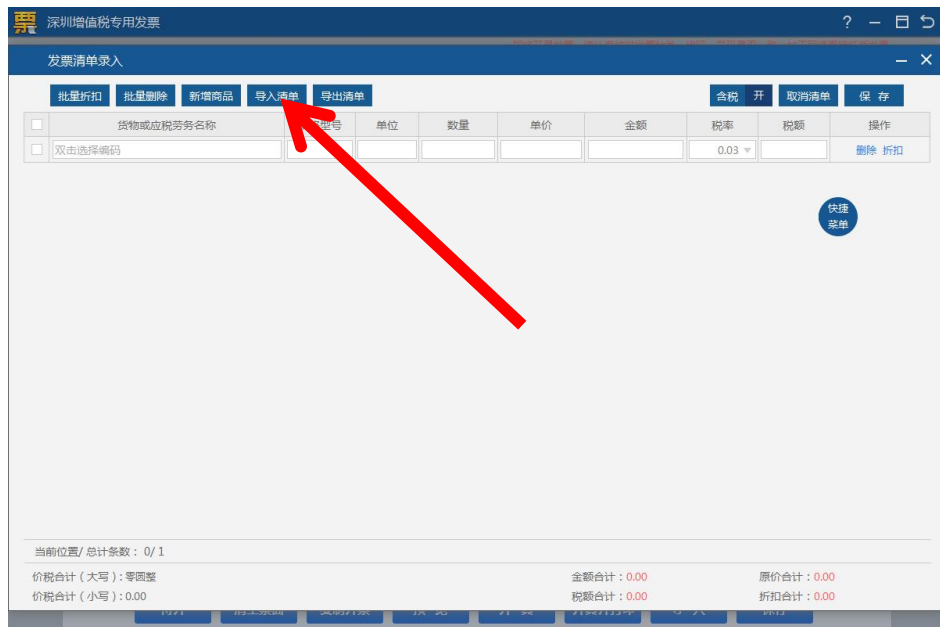 票 深圳增值税专用发票 ?
发票清单录入
批量折扣 批量删除 新增商品 导入清单 导出清单 含税 开 取消清单 保 存
货物或应税劳务名称 型号 单位 数量 单价 金额 税率 税额 操作
双击选择编码 0.03 删除 折扣
快捷
菜单
当前位置/ 总计条数： 0/ 1
价税合计（大写）: 零圆整 金额合计：0.00 原价合计：0.00
价税合计（小写）: 0.00 税额合计：0.00 折扣合计：0.00